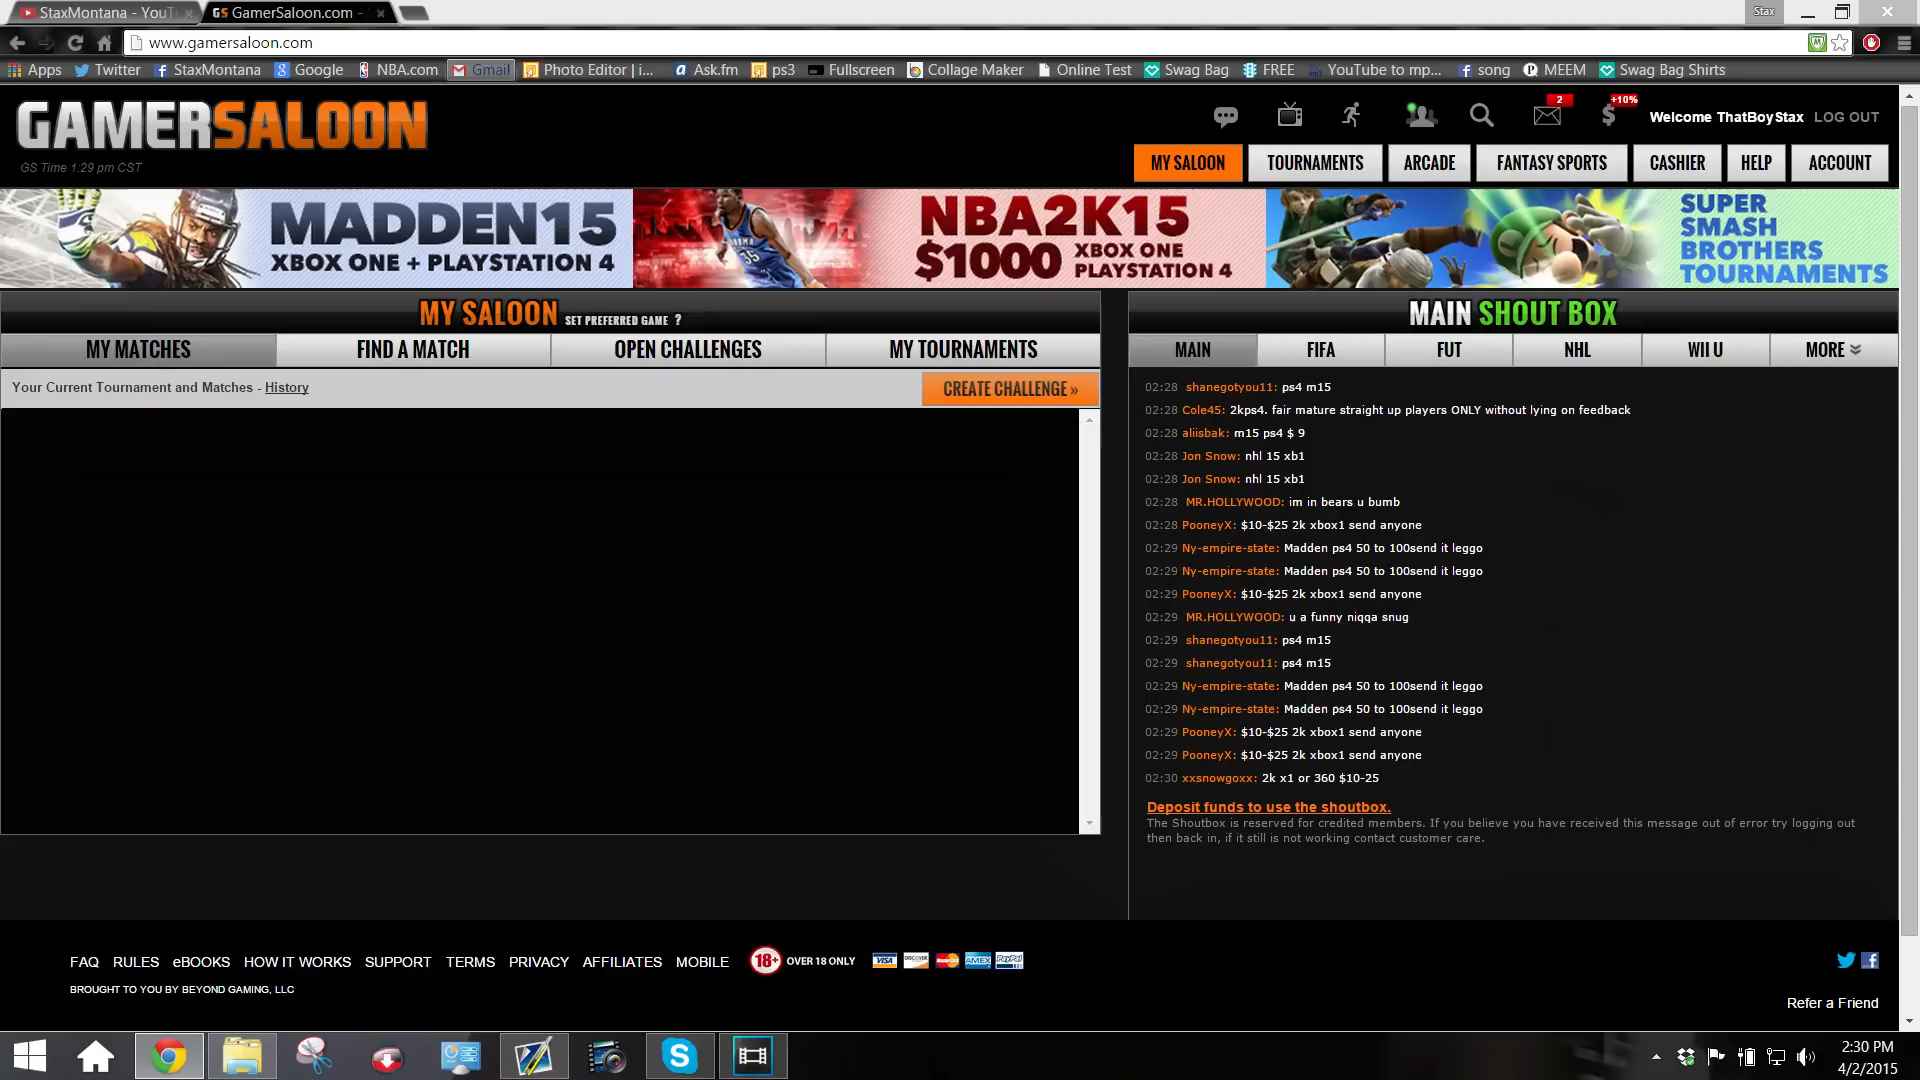 StaxMontana - YouTu
GamerSaloon.com -
Stax
www.gamersaloon.com
Apps Twitter StaxMontana Google NBA.com Gmail Photo Editor | i... Ask.fm ps3 Fullscreen Collage Maker Online Test Swag Bag FREE YouTube to mp... song MEEM Swag Bag Shirts
GAMERSALOON
GS Time 1:29 pm CST
2
+10%
Welcome ThatBoyStax LOG OUT
MY SALOON TOURNAMENTS ARCADE FANTASY SPORTS CASHIER HELP ACCOUNT
MADDEN15
XBOX ONE + PLAYSTATION 4
NBA2K15
$1000 XBOX ONE
PLAYSTATION 4
SUPER
SMASH
BROTHERS
TOURNAMENTS
MY SALOON SET PREFERRED GAME ?
MY MATCHES FIND A MATCH OPEN CHALLENGES MY TOURNAMENTS
Your Current Tournament and Matches - History
CREATE CHALLENGE »
MAIN SHOUT BOX
MAIN FIFA FUT NHL WII U MORE
02:28 shanegotyou11: ps4 m15
02:28 Cole45: 2kps4. fair mature straight up players ONLY without lying on feedback
02:28 aliisbak: m15 ps4 $ 9
02:28 Jon Snow: nhl 15 xb1
02:28 Jon Snow: nhl 15 xb1
02:28 MR.HOLLYWOOD: im in bears u bumb
02:28 PooneyX: $10-$25 2k xbox1 send anyone
02:29 Ny-empire-state: Madden ps4 50 to 100send it leggo
02:29 Ny-empire-state: Madden ps4 50 to 100send it leggo
02:29 PooneyX: $10-$25 2k xbox1 send anyone
02:29 MR.HOLLYWOOD: u a funny niqqa snug
02:29 shanegotyou11: ps4 m15
02:29 shanegotyou11: ps4 m15
02:29 Ny-empire-state: Madden ps4 50 to 100send it leggo
02:29 Ny-empire-state: Madden ps4 50 to 100send it leggo
02:29 PooneyX: $10-$25 2k xbox1 send anyone
02:29 PooneyX: $10-$25 2k xbox1 send anyone
02:30 xxsnowgoxx: 2k x1 or 360 $10-25
Deposit funds to use the shoutbox.
The Shoutbox is reserved for credited members. If you believe you have received this message out of error try logging out
then back in, if it still is not working contact customer care.
FAQ RULES eBOOKS HOW IT WORKS SUPPORT TERMS PRIVACY AFFILIATES MOBILE 18+ OVER 18 ONLY VISA DISCOVER MasterCard AMEX PayPal
BROUGHT TO YOU BY BEYOND GAMING, LLC
Refer a Friend
2:30 PM
4/2/2015